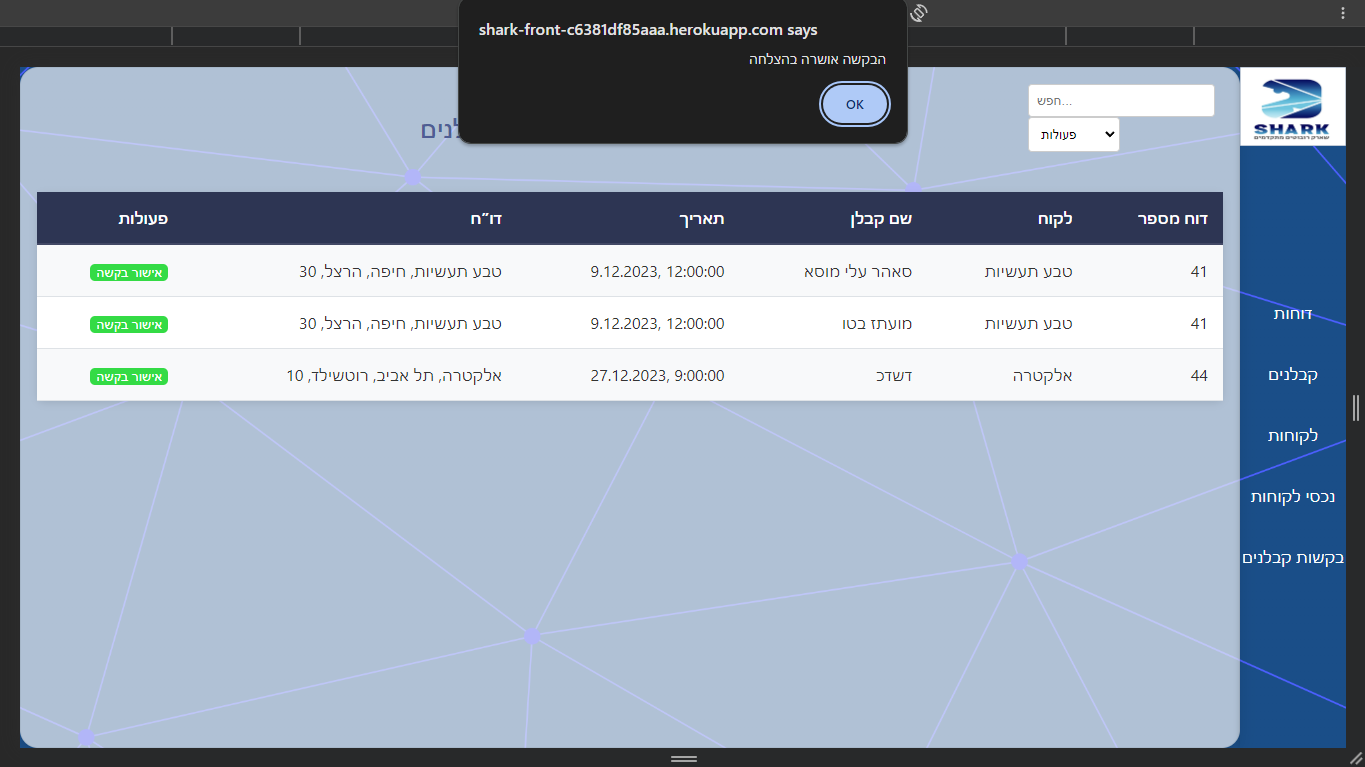 shark-front-c6381df85aaa.herokuapp.com says
הבקשה אושרה בהצלחה
OK
חפש...
פעולות
SHARK
שארק רובוטים מתקדמים
דוח מספר לקוח שם קבלן תאריך דו״ח פעולות
41 טבע תעשיות סאהר עלי מוסא 9.12.2023, 12:00:00 טבע תעשיות, חיפה, הרצל, 30 אישור בקשה
41 טבע תעשיות מועתז בטו 9.12.2023, 12:00:00 טבע תעשיות, חיפה, הרצל, 30 אישור בקשה
44 אלקטרה דשדכ 27.12.2023, 9:00:00 אלקטרה, תל אביב, רוטשילד, 10 אישור בקשה
דוחות
קבלנים
לקוחות
נכסי לקוחות
בקשות קבלנים